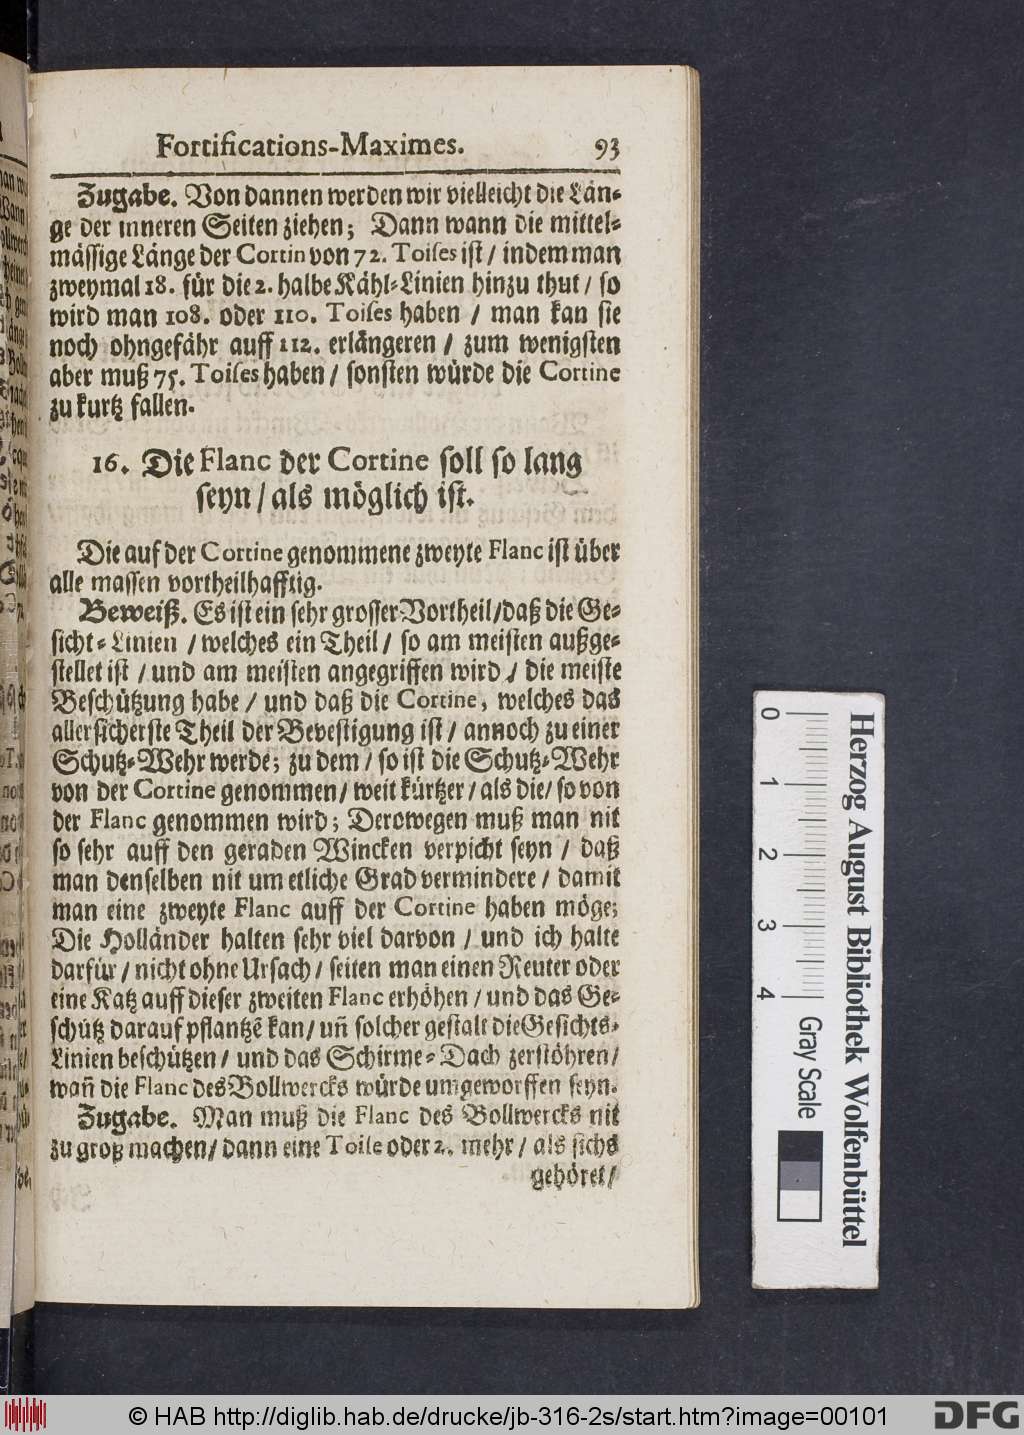 Fortifications-Maximes. 93
Zugabe. Von dannen werden wir vielleicht die Län-
ge der inneren Seiten ziehen; Dann wann die mittel-
mässige Länge der Cortin von 72. Toises ist / indem man
zweymal 18. für die 2. halbe Kähl-Linien hinzu thut / so
wird man 108. oder 110. Toises haben / man kan sie
noch ohngefähr auff 112. erlängeren / zum wenigsten
aber muß 75. Toises haben / sonsten würde die Cortine
zu kurtz fallen.
16. Die Flanc der Cortine soll so lang
seyn / als möglich ist.
Die auf der Cortine genommene zweyte Flanc ist über
alle massen vortheilhafftig.
Beweiß. Es ist ein sehr grosser Vortheil / daß die Ge-
sicht-Linien / welches ein Theil / so am meisten außge-
stellet ist / und am meisten angegriffen wird / die meiste
Beschützung habe / und daß die Cortine, welches das
allersicherste Theil der Bevestigung ist / annoch zu einer
Schutz-Wehr werde; zu dem / so ist die Schutz-Wehr
von der Cortine genommen / weit kürtzer / als die / so von
der Flanc genommen wird; Derowegen muß man nit
so sehr auff den geraden Wincken verpicht seyn / daß
man denselben nit um etliche Grad vermindere / damit
man eine zweyte Flanc auff der Cortine haben möge;
Die Holländer halten sehr viel darvon / und ich halte
darfür / nicht ohne Ursach / seiten man einen Reuter oder
eine Katz auff dieser zweiten Flanc erhöhen / und das Ge-
schütz darauf pflantzē kan / uñ solcher gestalt die Gesichts-
Linien beschützen / und das Schirme-Dach zerstöhren /
wañ die Flanc des Bollwercks würde umgeworffen seyn.
Zugabe. Man muß die Flanc des Bollwercks nit
zu groß machen / dann eine Toise oder 2. mehr / als sichs
gehöret /
0 1 2 3 4
Gray Scale
Herzog August Bibliothek Wolfenbüttel
© HAB http://diglib.hab.de/drucke/jb-316-2s/start.htm?image=00101
DFG